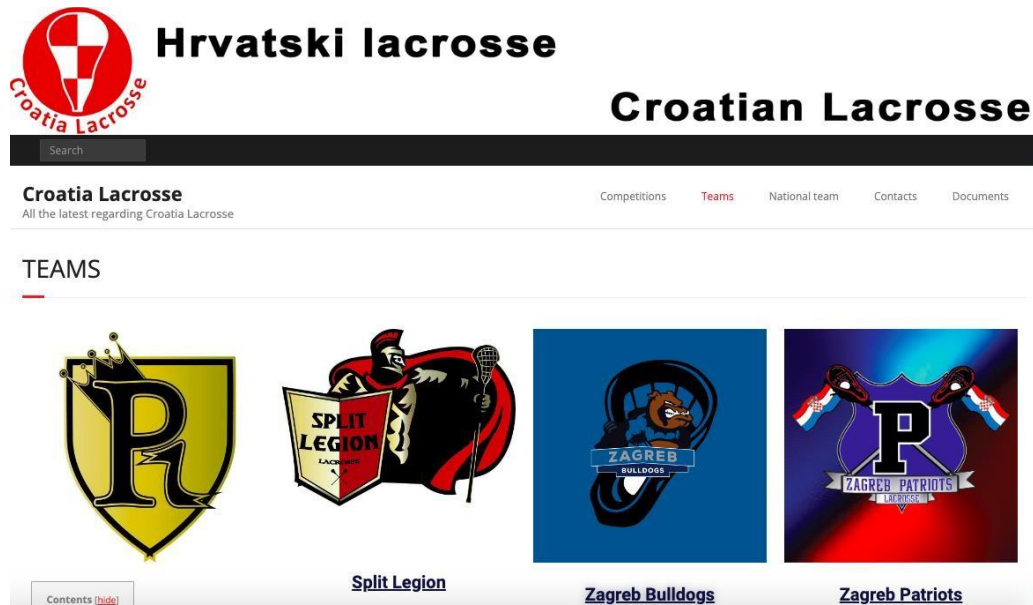 Hrvatski lacrosse
Croatian Lacrosse
Croatia Lacrosse
Search
Croatia Lacrosse
All the latest regarding Croatia Lacrosse
Competitions Teams National team Contacts Documents
TEAMS
R
SPLIT
LEGION
LACROSSE
ZAGREB
BULLDOGS
P
ZAGREB PATRIOTS
LACROSSE
Split Legion
Zagreb Bulldogs
Zagreb Patriots
Contents [hide]